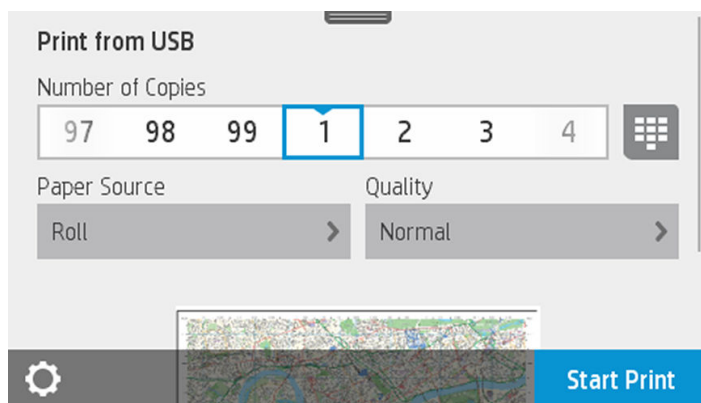 Print from USB
Number of Copies
97 98 99 1 2 3 4
Paper Source Quality
Roll Normal
Start Print